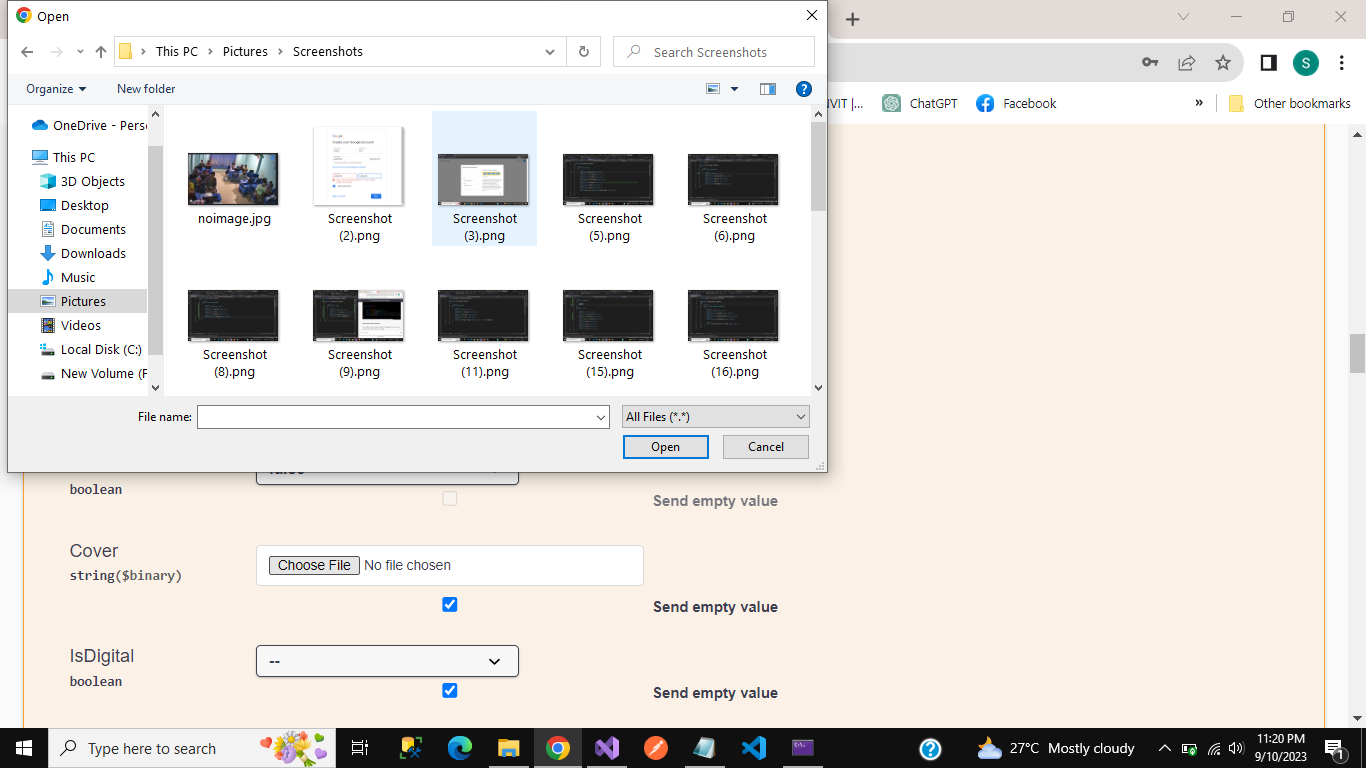 Open
This PC > Pictures > Screenshots
Search Screenshots
Organize
New folder
NVIT |...
ChatGPT
Facebook
»
Other bookmarks
S
OneDrive - Perso
This PC
3D Objects
Desktop
Documents
Downloads
Music
Pictures
Videos
Local Disk (C:)
New Volume (F
noimage.jpg
Screenshot
(2).png
Screenshot
(3).png
Screenshot
(5).png
Screenshot
(6).png
Screenshot
(8).png
Screenshot
(9).png
Screenshot
(11).png
Screenshot
(15).png
Screenshot
(16).png
File name:
All Files (*.*)
Open
Cancel
boolean
Send empty value
Cover
string($binary)
Choose File No file chosen
Send empty value
IsDigital
boolean
--
Send empty value
Type here to search
27°C Mostly cloudy
11:20 PM
9/10/2023
1